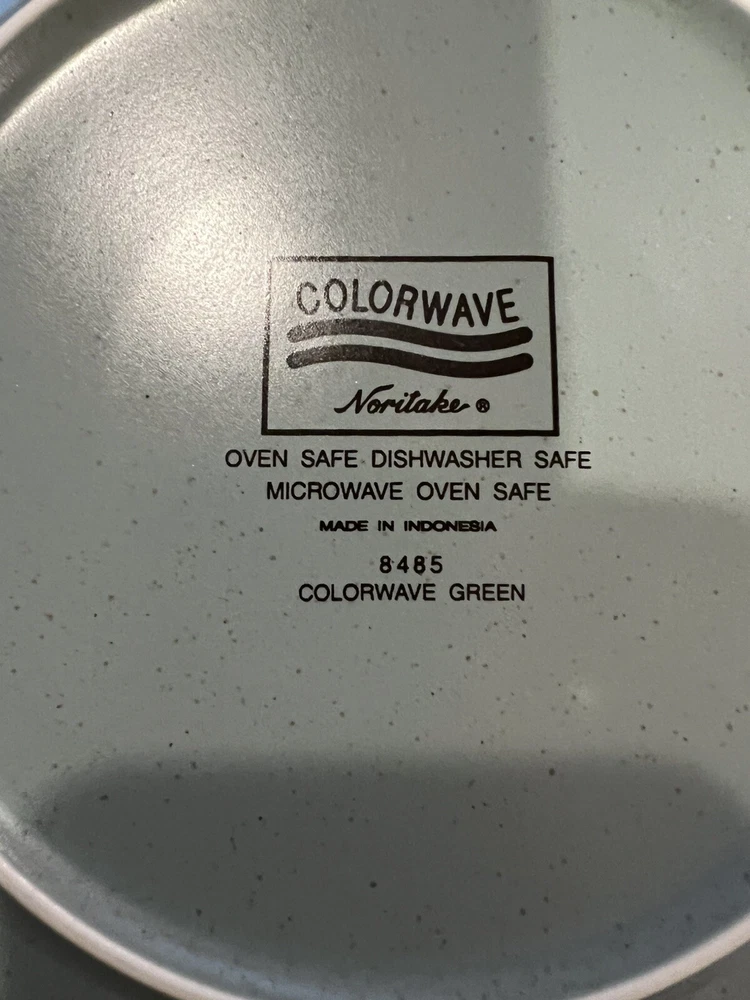 COLORWAVE
Noritake ®
OVEN SAFE DISHWASHER SAFE
MICROWAVE OVEN SAFE
MADE IN INDONESIA
8485
COLORWAVE GREEN